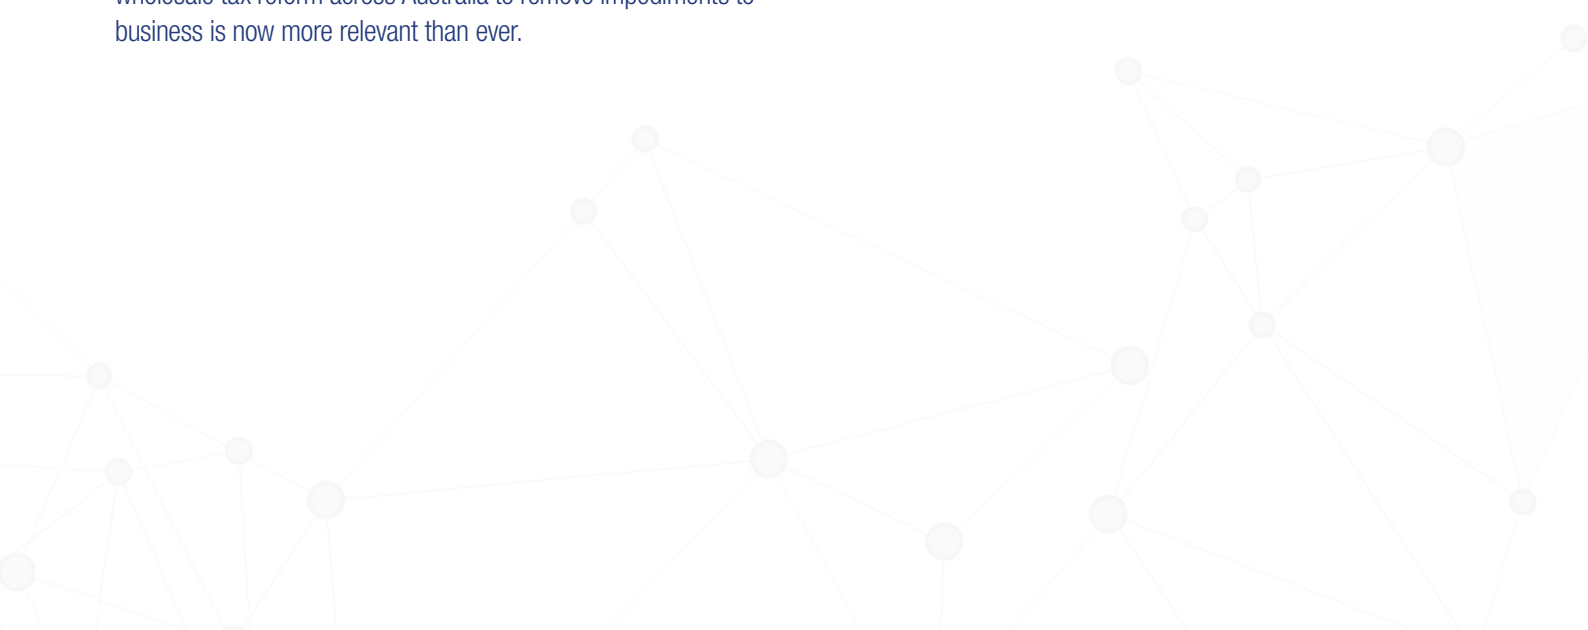 wholesale tax reform across Australia to remove impediments to
business is now more relevant than ever.